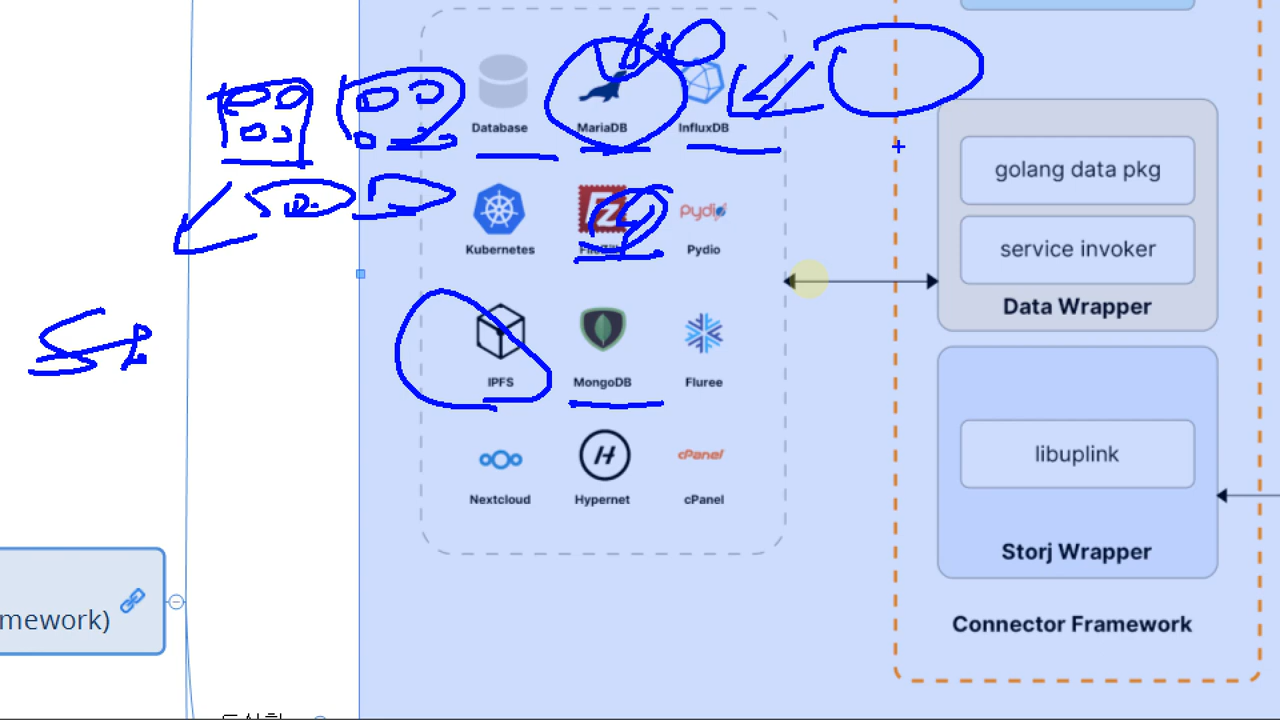 Database MariaDB InfluxDB
golang data pkg
Kubernetes Pydio
service invoker
Data Wrapper
IPFS MongoDB Fluree
libuplink
Nextcloud Hypernet cPanel
Storj Wrapper
mework)
Connector Framework